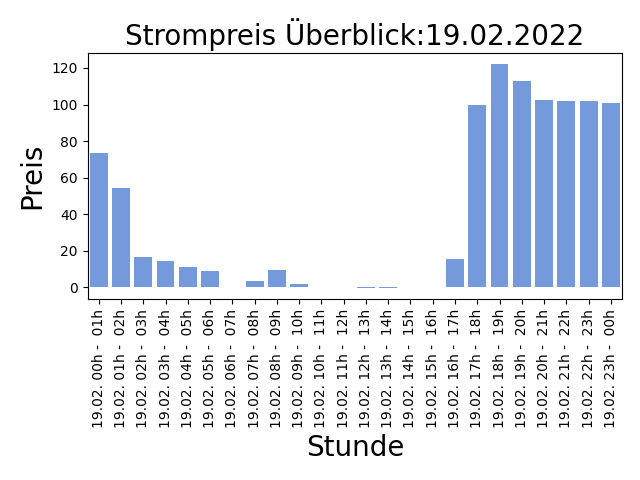 Strompreis Überblick:19.02.2022
Preis
120
100
80
60
40
20
0
19.02. 00h - 01h
19.02. 01h - 02h
19.02. 02h - 03h
19.02. 03h - 04h
19.02. 04h - 05h
19.02. 05h - 06h
19.02. 06h - 07h
19.02. 07h - 08h
19.02. 08h - 09h
19.02. 09h - 10h
19.02. 10h - 11h
19.02. 11h - 12h
19.02. 12h - 13h
19.02. 13h - 14h
19.02. 14h - 15h
19.02. 15h - 16h
19.02. 16h - 17h
19.02. 17h - 18h
19.02. 18h - 19h
19.02. 19h - 20h
19.02. 20h - 21h
19.02. 21h - 22h
19.02. 22h - 23h
19.02. 23h - 00h
Stunde